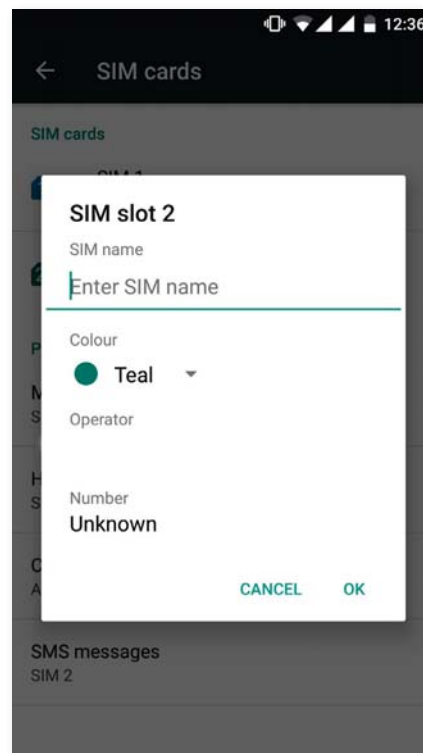 12:36
SIM cards
SIM cards
SIM slot 2
SIM name
Enter SIM name
Colour
Teal
Operator
Number
Unknown
CANCEL OK
SMS messages
SIM 2